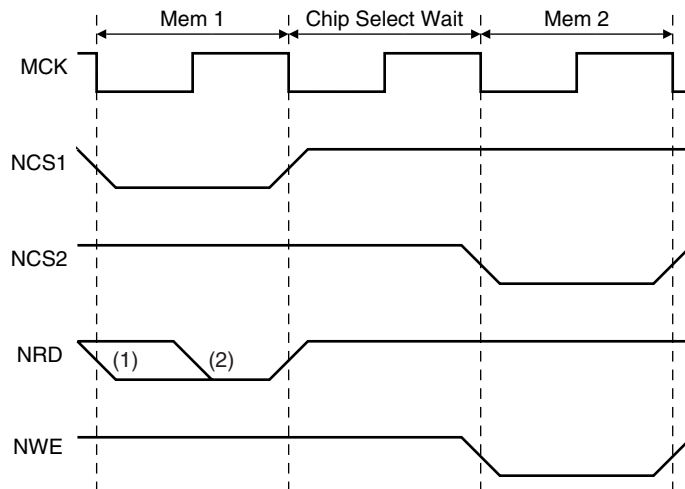 Mem 1 Chip Select Wait Mem 2
MCK
NCS1
NCS2
NRD (1) (2)
NWE